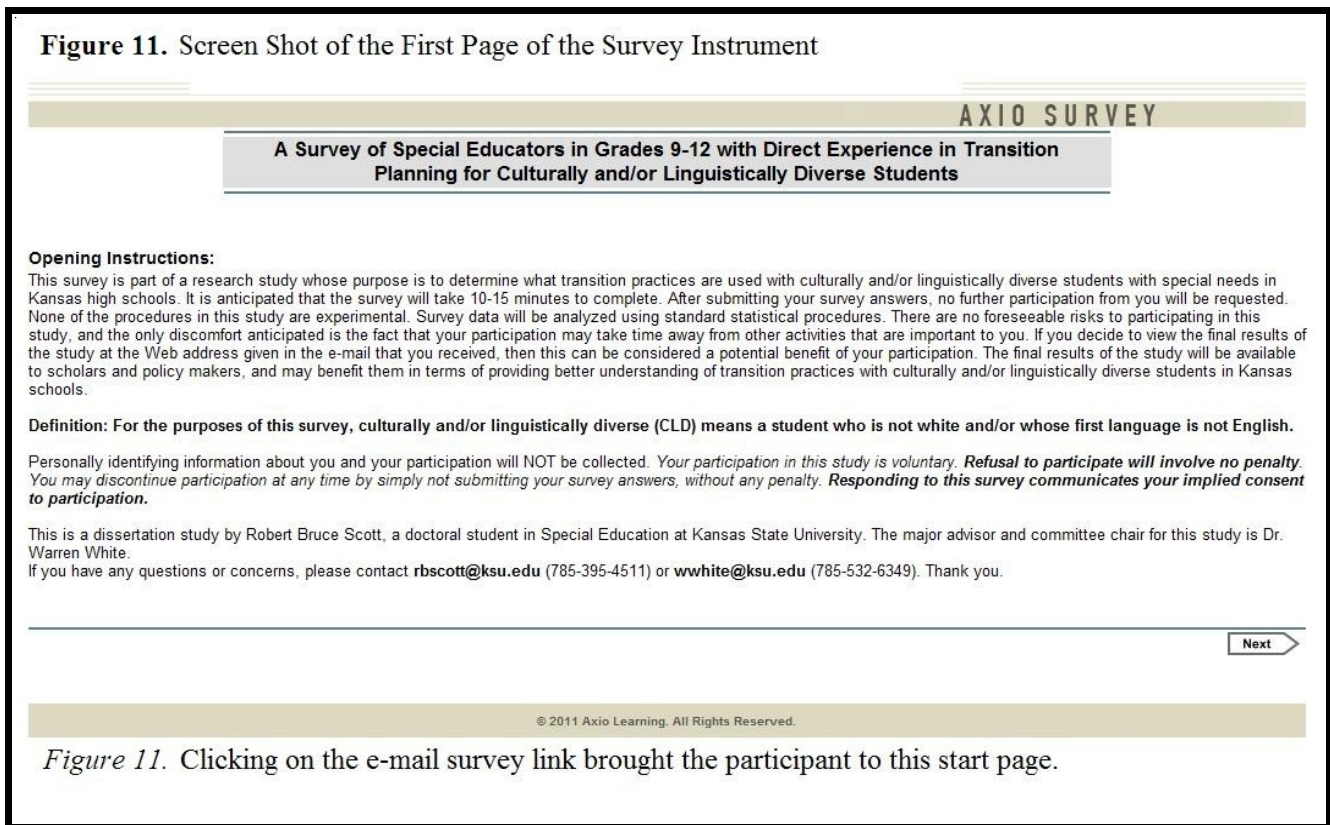 Figure 11. Screen Shot of the First Page of the Survey Instrument
AXIO SURVEY
A Survey of Special Educators in Grades 9-12 with Direct Experience in Transition
Planning for Culturally and/or Linguistically Diverse Students
Opening Instructions:
This survey is part of a research study whose purpose is to determine what transition practices are used with culturally and/or linguistically diverse students with special needs in
Kansas high schools. It is anticipated that the survey will take 10-15 minutes to complete. After submitting your survey answers, no further participation from you will be requested.
None of the procedures in this study are experimental. Survey data will be analyzed using standard statistical procedures. There are no foreseeable risks to participating in this
study, and the only discomfort anticipated is the fact that your participation may take time away from other activities that are important to you. If you decide to view the final results of
the study at the Web address given in the e-mail that you received, then this can be considered a potential benefit of your participation. The final results of the study will be available
to scholars and policy makers, and may benefit them in terms of providing better understanding of transition practices with culturally and/or linguistically diverse students in Kansas
schools.
Definition: For the purposes of this survey, culturally and/or linguistically diverse (CLD) means a student who is not white and/or whose first language is not English.
Personally identifying information about you and your participation will NOT be collected. Your participation in this study is voluntary. Refusal to participate will involve no penalty.
You may discontinue participation at any time by simply not submitting your survey answers, without any penalty. Responding to this survey communicates your implied consent
to participation.
This is a dissertation study by Robert Bruce Scott, a doctoral student in Special Education at Kansas State University. The major advisor and committee chair for this study is Dr.
Warren White.
If you have any questions or concerns, please contact rbscott@ksu.edu (785-395-4511) or wwhite@ksu.edu (785-532-6349). Thank you.
Next
© 2011 Axio Learning. All Rights Reserved.
Figure 11. Clicking on the e-mail survey link brought the participant to this start page.